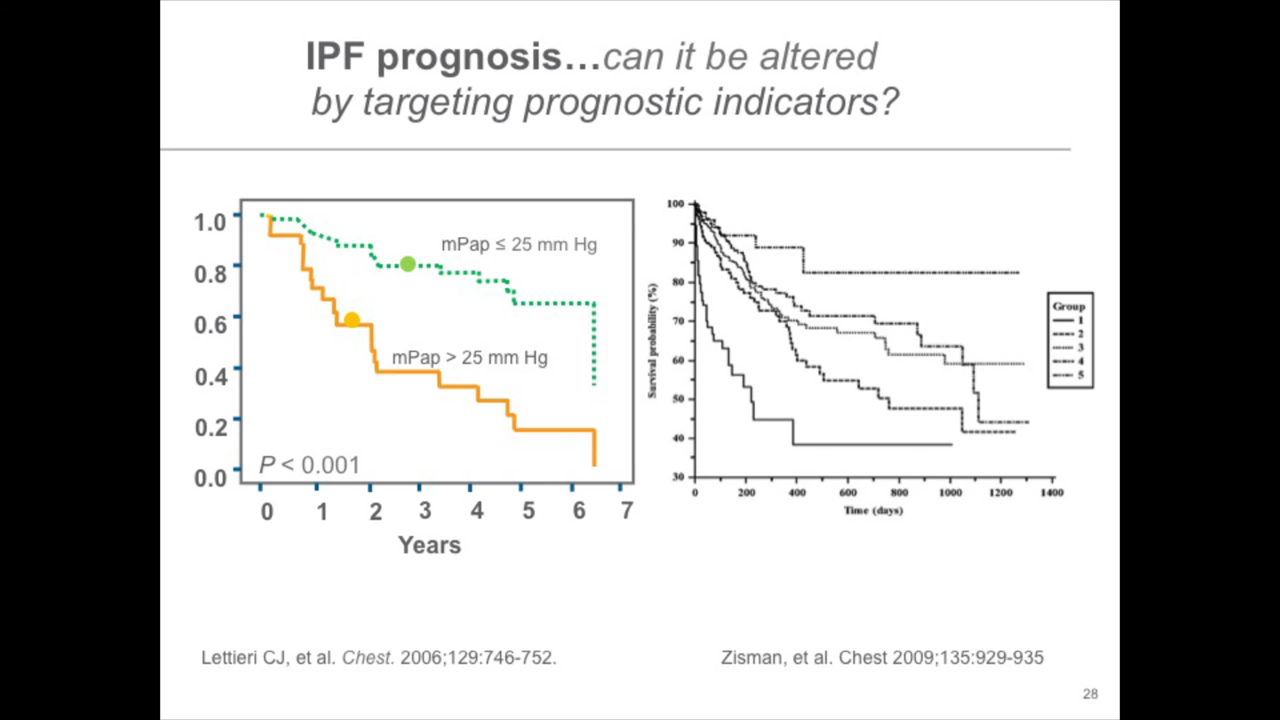 IPF prognosis…can it be altered
by targeting prognostic indicators?
1.0
0.8
0.6
0.4
0.2
0.0
mPap ≤ 25 mm Hg
mPap > 25 mm Hg
P < 0.001
0 1 2 3 4 5 6 7
Years
Survival probability (%)
100
90
80
70
60
50
40
30
0 200 400 600 800 1000 1200 1400
Time (days)
Group
1
2
3
4
5
Lettieri CJ, et al. Chest. 2006;129:746-752.
Zisman, et al. Chest 2009;135:929-935
28